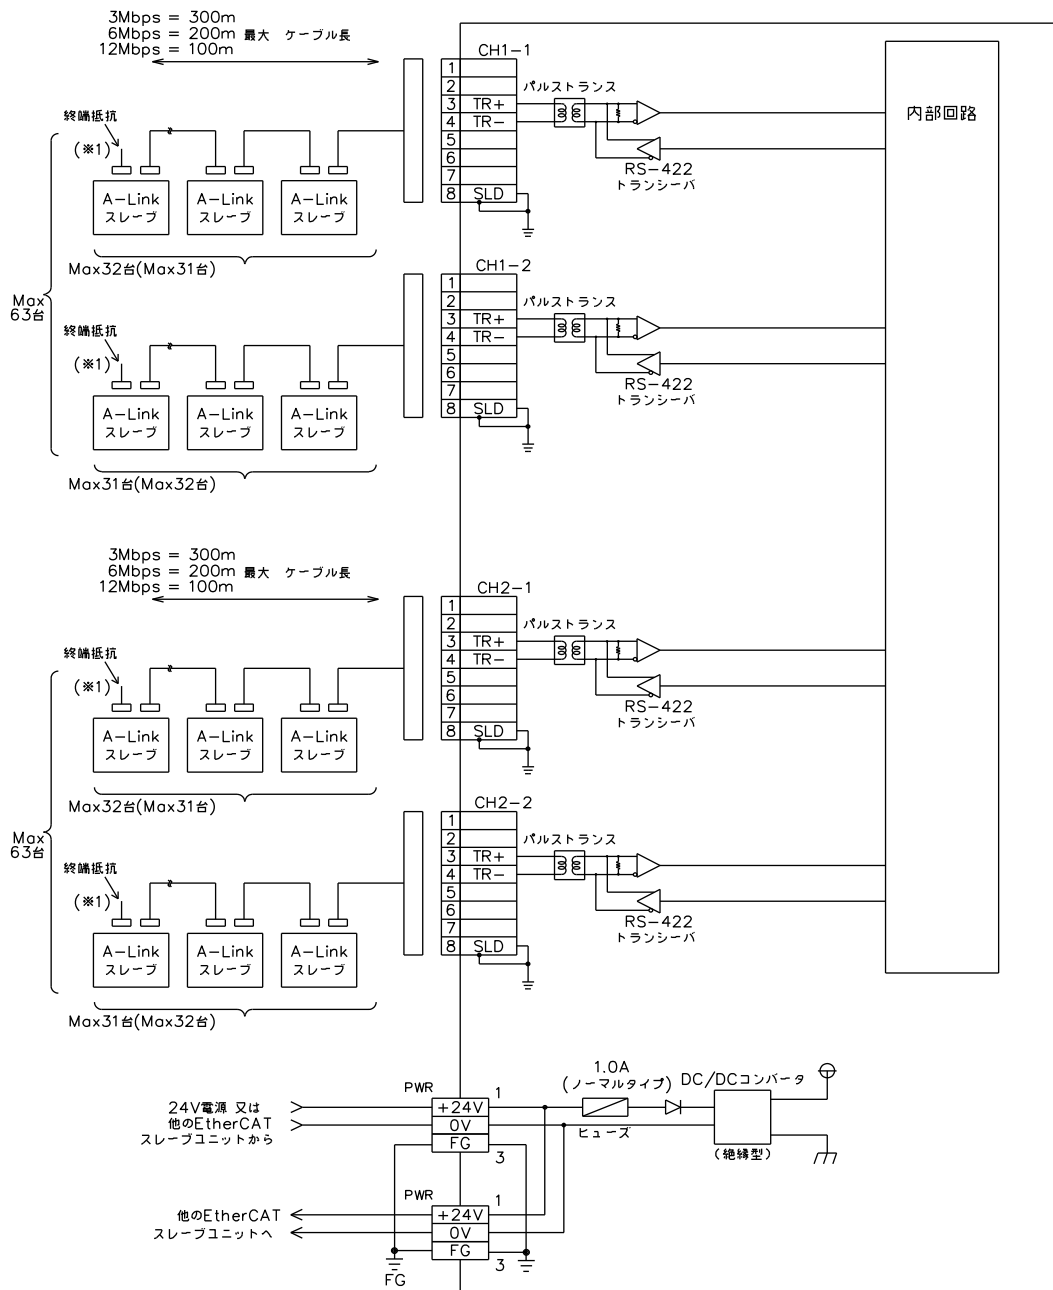 3Mbps = 300m
6Mbps = 200m 最大 ケーブル長
12Mbps = 100m
CH1-1
1
2
3 TR+
4 TR-
5
6
7
8 SLD
パルストランス
RS-422
トランシーバ
内部回路
終端抵抗
(※1)
A-Link
スレーブ
A-Link
スレーブ
A-Link
スレーブ
Max32台(Max31台)
Max
63台
CH1-2
1
2
3 TR+
4 TR-
5
6
7
8 SLD
パルストランス
RS-422
トランシーバ
終端抵抗
(※1)
A-Link
スレーブ
A-Link
スレーブ
A-Link
スレーブ
Max31台(Max32台)
3Mbps = 300m
6Mbps = 200m 最大 ケーブル長
12Mbps = 100m
CH2-1
1
2
3 TR+
4 TR-
5
6
7
8 SLD
パルストランス
RS-422
トランシーバ
終端抵抗
(※1)
A-Link
スレーブ
A-Link
スレーブ
A-Link
スレーブ
Max32台(Max31台)
Max
63台
CH2-2
1
2
3 TR+
4 TR-
5
6
7
8 SLD
パルストランス
RS-422
トランシーバ
終端抵抗
(※1)
A-Link
スレーブ
A-Link
スレーブ
A-Link
スレーブ
Max31台(Max32台)
24V電源 又は
他のEtherCAT
スレーブユニットから
PWR
1
+24V
0V
FG
3
1.0A
(ノーマルタイプ)
ヒューズ
DC/DCコンバータ
(絶縁型)
他のEtherCAT
スレーブユニットへ
PWR
1
+24V
0V
FG
3
FG